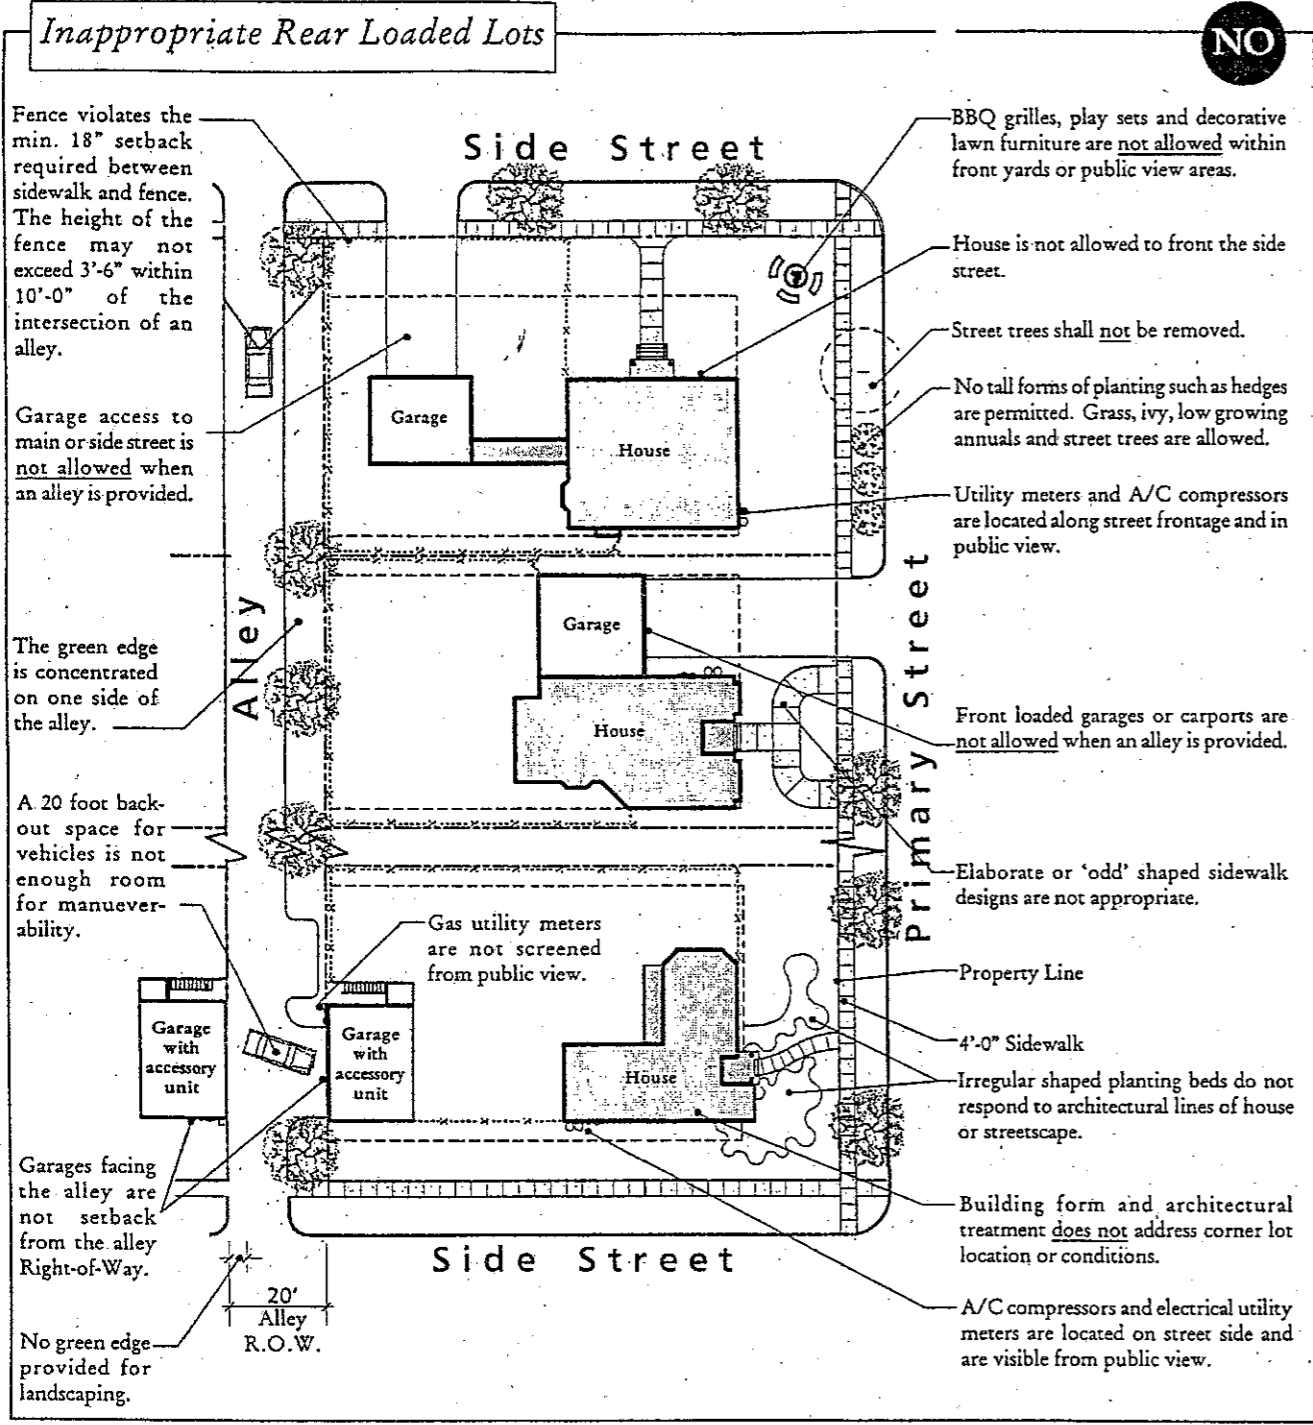 Inappropriate Rear Loaded Lots
NO
Fence violates the
min. 18" setback
required between
sidewalk and fence.
The height of the
fence may not
exceed 3'-6" within
10'-0" of the
intersection of an
alley.
Garage access to
main or side street is
not allowed when
an alley is provided.
The green edge
is concentrated
on one side of
the alley.
A 20 foot back-
out space for
vehicles is not
enough room
for manuever-
ability.
Garages facing
the alley are
not setback
from the alley
Right-of-Way.
No green edge
provided for
landscaping.
Side Street
Garage
House
Alley
Garage
House
Gas utility meters
are not screened
from public view.
Garage
with
accessory
unit
Garage
with
accessory
unit
House
Side Street
20'
Alley
R.O.W.
Primary Street
BBQ grilles, play sets and decorative
lawn furniture are not allowed within
front yards or public view areas.
House is not allowed to front the side
street.
Street trees shall not be removed.
No tall forms of planting such as hedges
are permitted. Grass, ivy, low growing
annuals and street trees are allowed.
Utility meters and A/C compressors
are located along street frontage and in
public view.
Front loaded garages or carports are
not allowed when an alley is provided.
Elaborate or 'odd' shaped sidewalk
designs are not appropriate.
Property Line
4'-0" Sidewalk
Irregular shaped planting beds do not
respond to architectural lines of house
or streetscape.
Building form and architectural
treatment does not address corner lot
location or conditions.
A/C compressors and electrical utility
meters are located on street side and
are visible from public view.